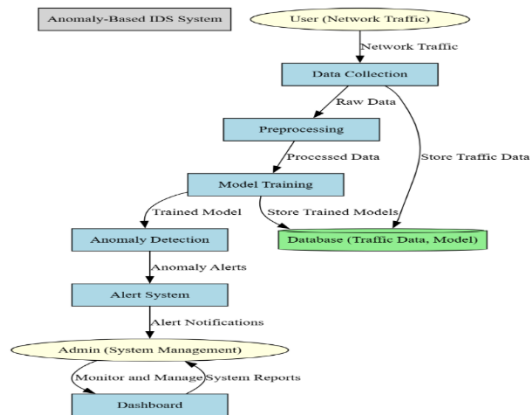 Anomaly-Based IDS System
User (Network Traffic)
Network Traffic
Data Collection
Raw Data
Preprocessing
Processed Data
Store Traffic Data
Model Training
Trained Model
Store Trained Models
Anomaly Detection
Database (Traffic Data, Model)
Anomaly Alerts
Alert System
Alert Notifications
Admin (System Management)
Monitor and Manage
System Reports
Dashboard